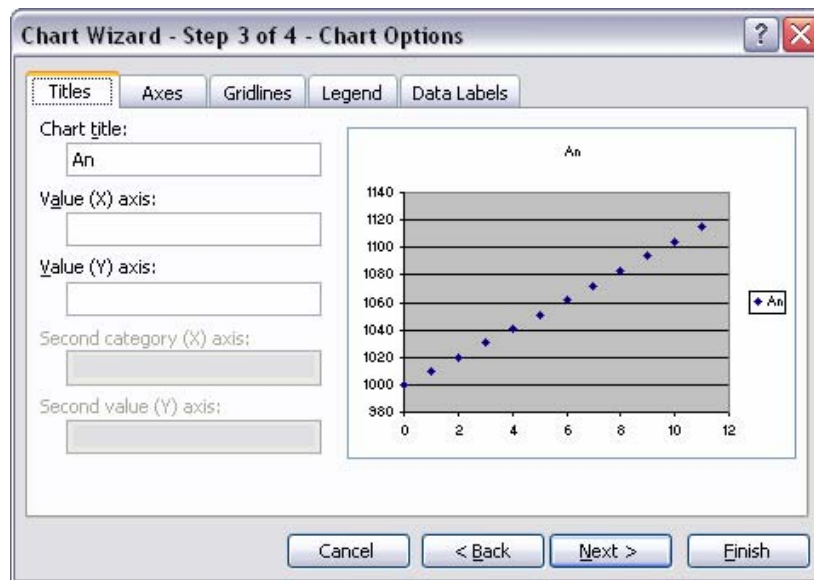 Chart Wizard - Step 3 of 4 - Chart Options
?
Titles Axes Gridlines Legend Data Labels
Chart title:
An
Value (X) axis:
Value (Y) axis:
Second category (X) axis:
Second value (Y) axis:
An
1140
1120
1100
1080
1060
1040
1020
1000
980
0 2 4 6 8 10 12
An
Cancel < Back Next > Finish